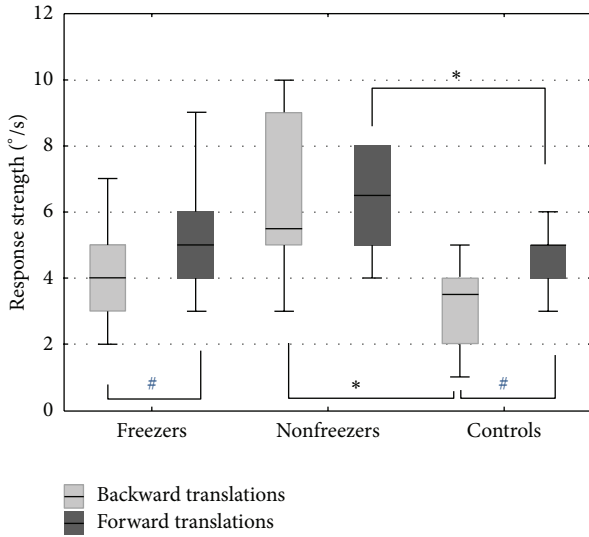 Response strength (°/s)
12
10
8
6
4
2
0
*
#
*
#
Freezers Nonfreezers Controls
Backward translations
Forward translations